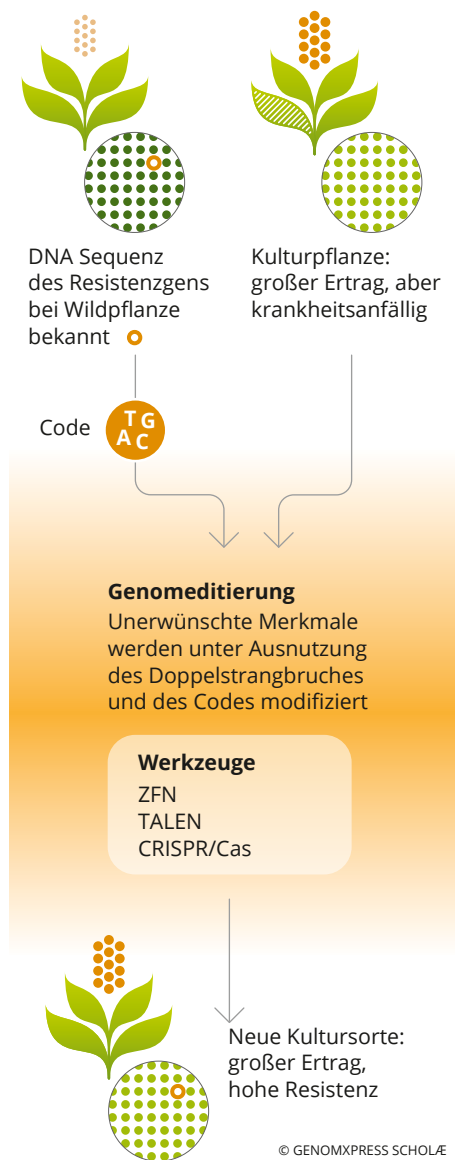 DNA Sequenz
des Resistenzgens
bei Wildpflanze
bekannt
Kulturpflanze:
großer Ertrag, aber
krankheitsanfällig
Code
T G
A C
Genomeditierung
Unerwünschte Merkmale
werden unter Ausnutzung
des Doppelstrangbruches
und des Codes modifiziert
Werkzeuge
ZFN
TALEN
CRISPR/Cas
Neue Kultursorte:
großer Ertrag,
hohe Resistenz
© GENOMXPRESS SCHOLÆ